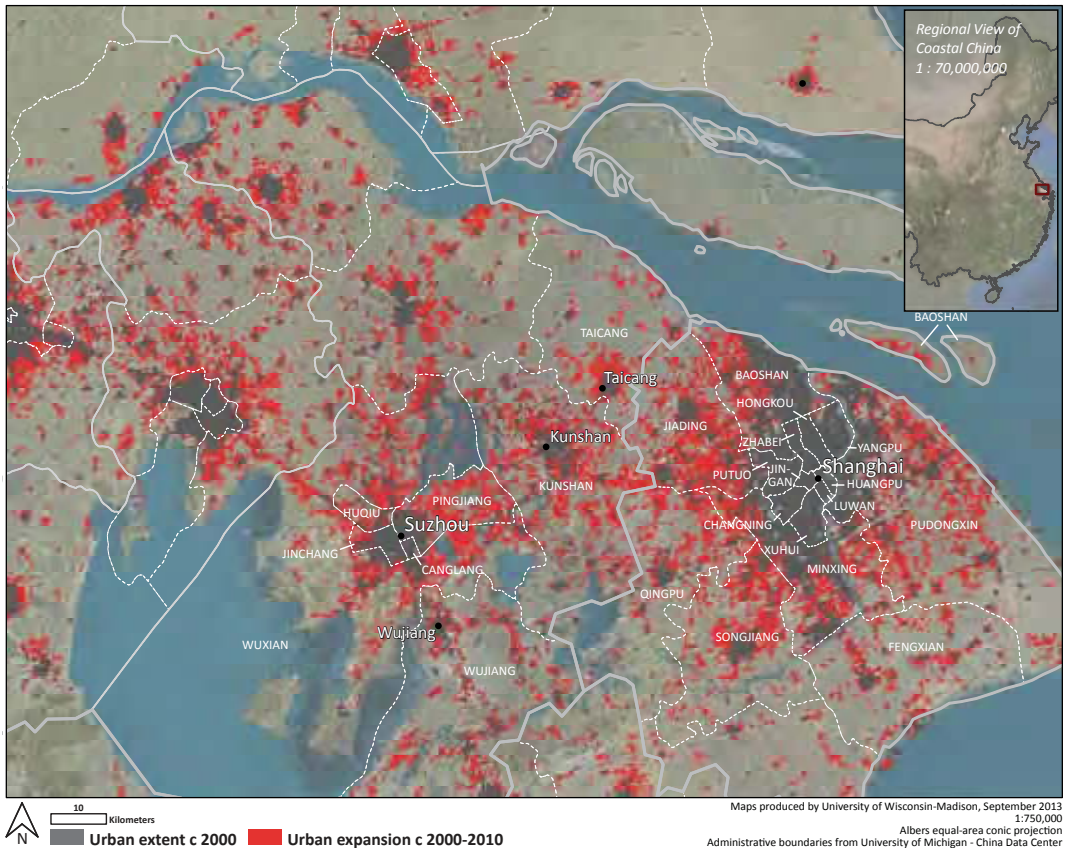 Regional View of
Coastal China
1 : 70,000,000
BAOSHAN
TAICANG
Taicang
BAOSHAN
HONGKOU
JIADING
ZHABEI
YANGPU
Kunshan
Shanghai
PUTUO
JIN-
GAN
HUANGPU
KUNSHAN
LUWAN
PINGJIANG
HUQIU
Suzhou
CHANGNING
PUDONGXIN
JINCHANG
XUHUI
CANGLANG
MINXING
QINGPU
Wujiang
SONGJIANG
WUXIAN
FENGXIAN
WUJIANG
N
10
Kilometers
Urban extent c 2000
Urban expansion c 2000-2010
Maps produced by University of Wisconsin-Madison, September 2013
1:750,000
Albers equal-area conic projection
Administrative boundaries from University of Michigan - China Data Center